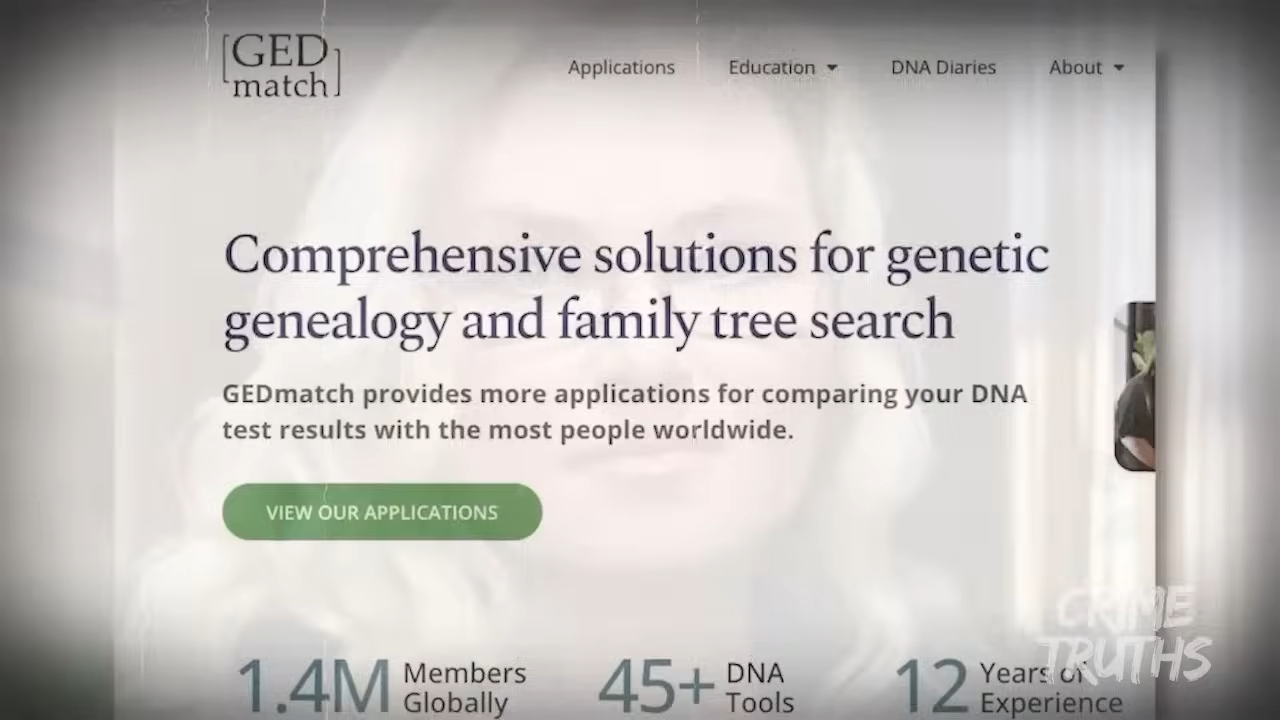 GED
match
Applications
Education
DNA Diaries
About
Comprehensive solutions for genetic
genealogy and family tree search
GEDmatch provides more applications for comparing your DNA
test results with the most people worldwide.
VIEW OUR APPLICATIONS
1.4M Members Globally
45+ DNA Tools
12 Years of Experience
CRIME
TRUTHS